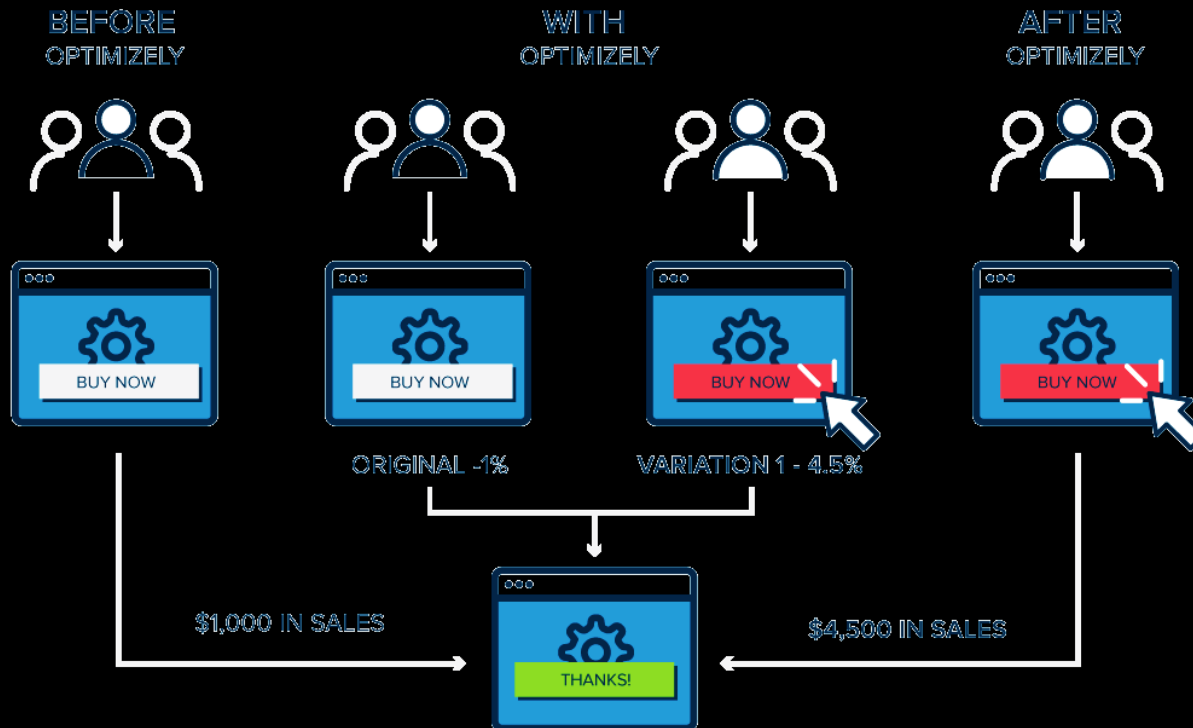 BEFORE
OPTIMIZELY
WITH
OPTIMIZELY
AFTER
OPTIMIZELY
BUY NOW
BUY NOW
BUY NOW
BUY NOW
ORIGINAL -1%
VARIATION 1 - 4.5%
$1,000 IN SALES
$4,500 IN SALES
THANKS!